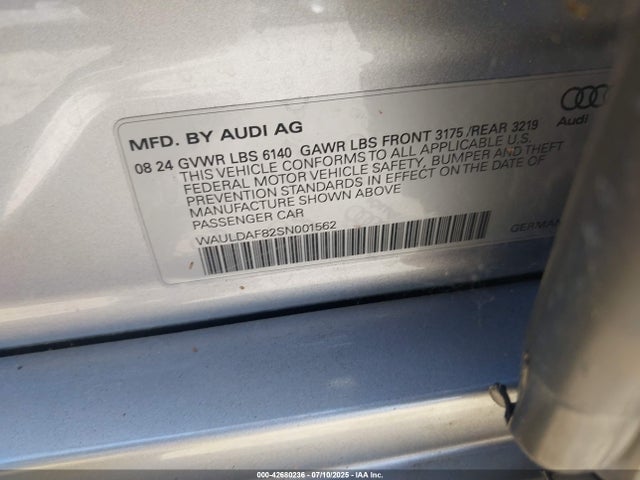 MFD. BY AUDI AG
08 24 GVWR LBS 6140 GAWR LBS FRONT 3175 /REAR 3219
THIS VEHICLE CONFORMS TO ALL APPLICABLE U.S.
FEDERAL MOTOR VEHICLE SAFETY, BUMPER AND THEFT
PREVENTION STANDARDS IN EFFECT ON THE DATE OF
MANUFACTURE SHOWN ABOVE
PASSENGER CAR
WAULDAF82SN001562
Audi
GERMAN
000-42680236 - 07/10/2025 - IAA Inc.